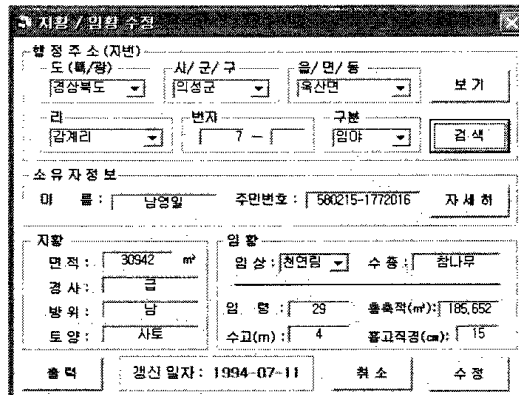 지황 / 임황 수정
행 정 주 소 (지번)
도 (특/광) 시/ 군/ 구 읍/ 면/ 동
경상북도 의성군 옥산면 보 기
리 번지 구분
감계리 7 - 임야 검 색
소 유 자 정 보
이 름 : 남영일 주민번호 : 580215-1772016 자 세 히
지황 임 황
면 적 : 30942 m² 임 상 : 천연림 수 종 : 참나무
경 사 : 급
방 위 : 남 임 령 : 29 총축적(m³): 185,652
토 양 : 사토 수고(m) : 4 흉고직경(cm): 15
출 력 갱신 일자 : 1994-07-11 취 소 수 정